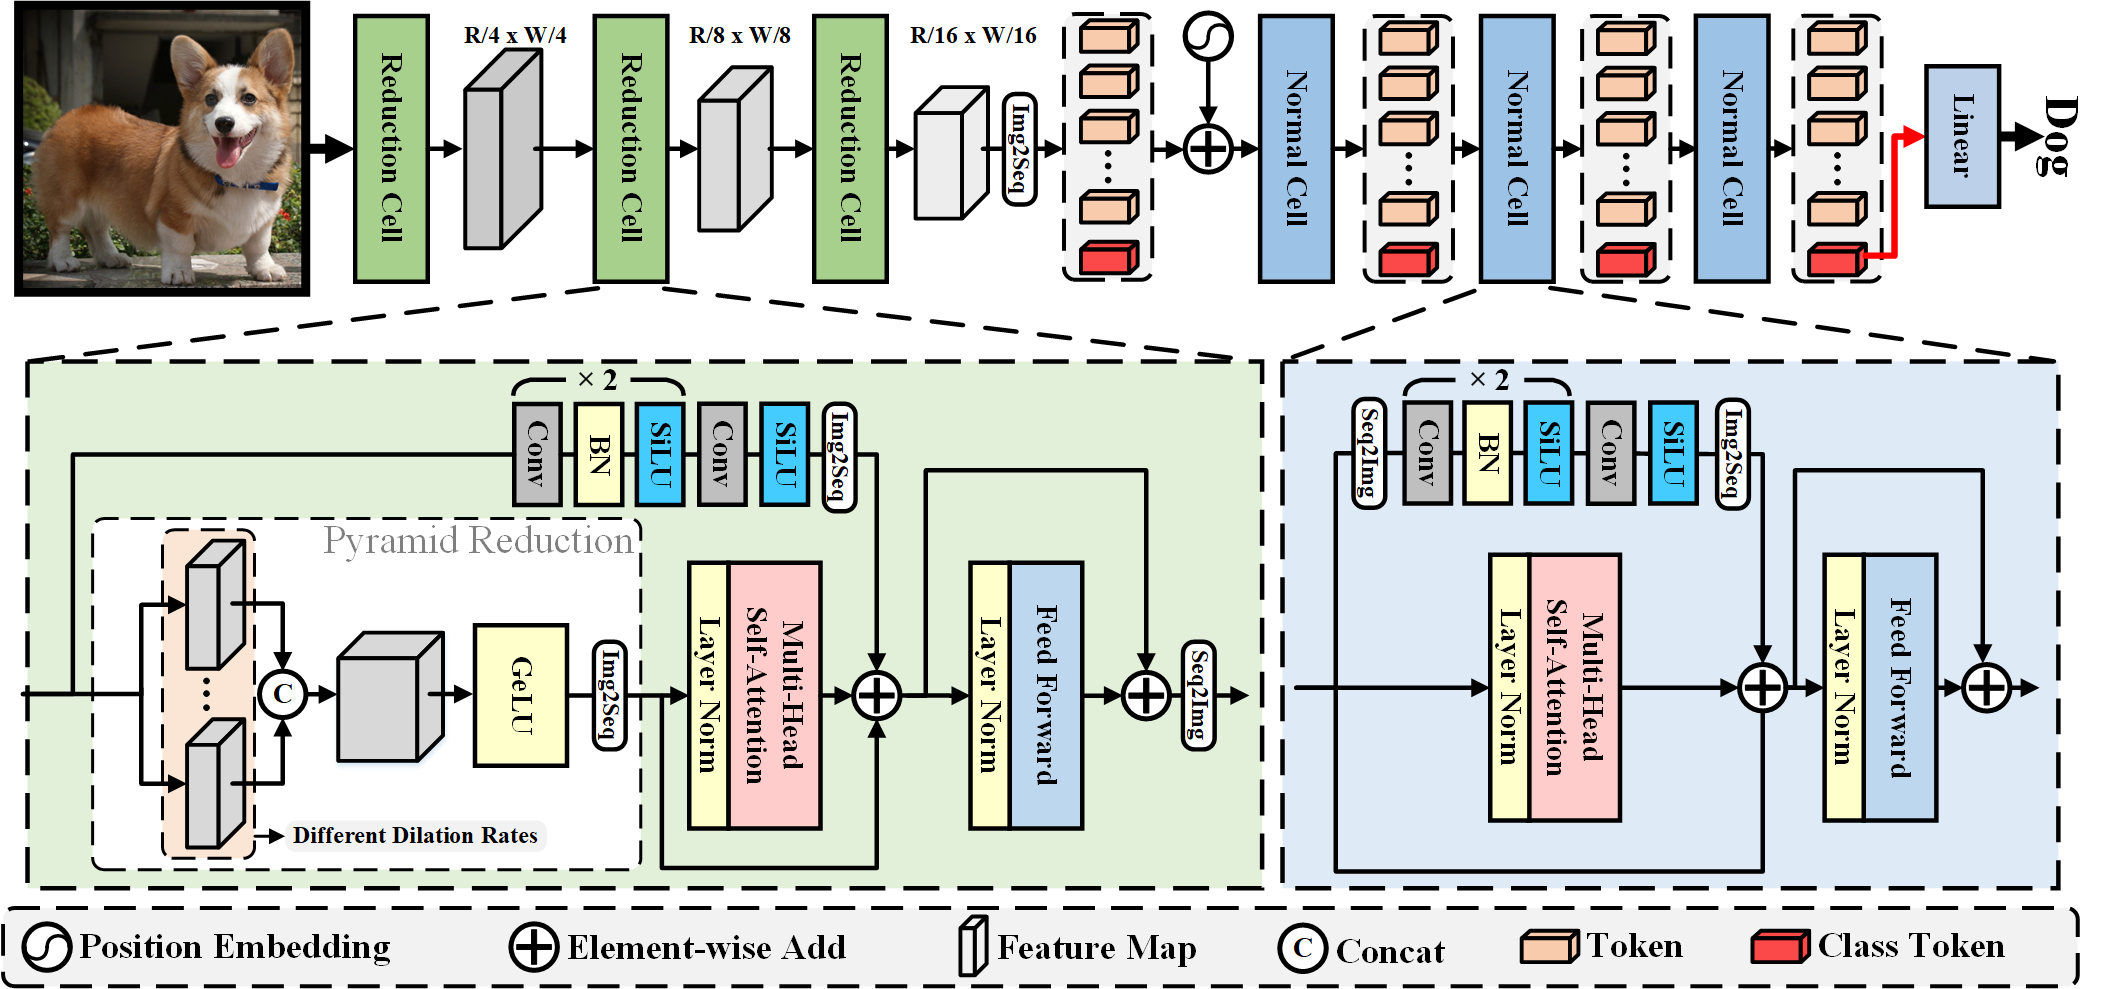 R/4 x W/4
R/8 x W/8
R/16 x W/16
Reduction Cell
Reduction Cell
Reduction Cell
Img2Seq
Normal Cell
Normal Cell
Normal Cell
Linear
Dog
× 2
Conv
BN
SiLU
Conv
SiLU
Img2Seq
Pyramid Reduction
C
GeLU
Img2Seq
Layer Norm
Multi-Head
Self-Attention
Layer Norm
Feed Forward
Seq2Img
Different Dilation Rates
× 2
Seq2Img
Conv
BN
SiLU
Conv
SiLU
Img2Seq
Layer Norm
Multi-Head
Self-Attention
Layer Norm
Feed Forward
Position Embedding
Element-wise Add
Feature Map
C
Concat
Token
Class Token